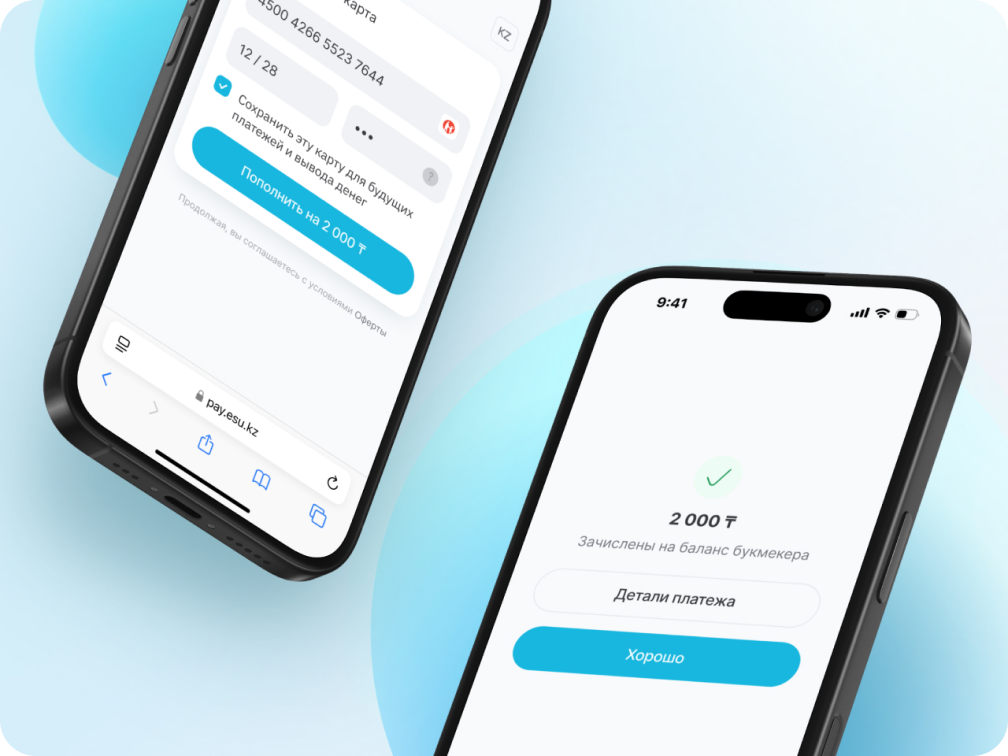 карта
KZ
4500 4266 5523 7644
12 / 28
•••
?
Сохранить эту карту для будущих
платежей и вывода денег
Пополнить на 2 000 ₸
Продолжая, вы соглашаетесь с условиями Оферты
pay.esu.kz
9:41
2 000 ₸
Зачислены на баланс букмекера
Детали платежа
Хорошо